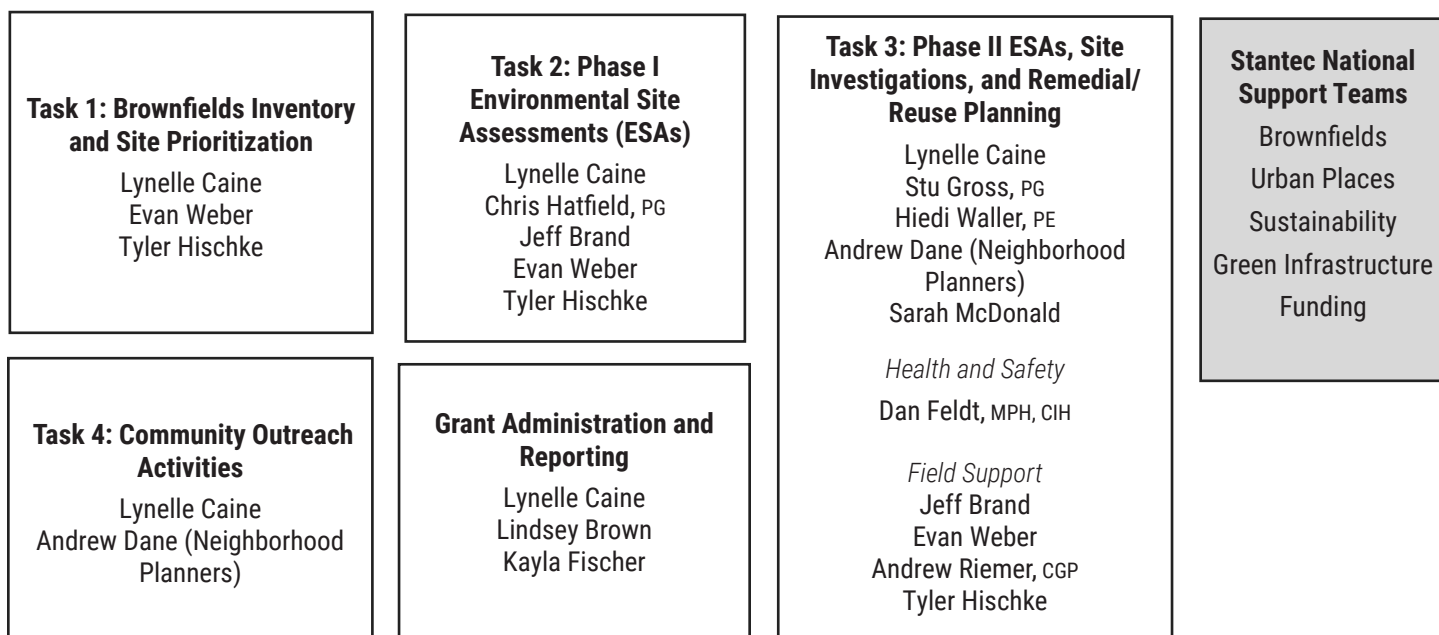 Task 1: Brownfields Inventory
and Site Prioritization
Lynelle Caine
Evan Weber
Tyler Hischke
Task 2: Phase I
Environmental Site
Assessments (ESAs)
Lynelle Caine
Chris Hatfield, PG
Jeff Brand
Evan Weber
Tyler Hischke
Task 3: Phase II ESAs, Site
Investigations, and Remedial/
Reuse Planning
Lynelle Caine
Stu Gross, PG
Hiedi Waller, PE
Andrew Dane (Neighborhood
Planners)
Sarah McDonald
Health and Safety
Dan Feldt, MPH, CIH
Field Support
Jeff Brand
Evan Weber
Andrew Riemer, CGP
Tyler Hischke
Stantec National
Support Teams
Brownfields
Urban Places
Sustainability
Green Infrastructure
Funding
Task 4: Community Outreach
Activities
Lynelle Caine
Andrew Dane (Neighborhood
Planners)
Grant Administration and
Reporting
Lynelle Caine
Lindsey Brown
Kayla Fischer